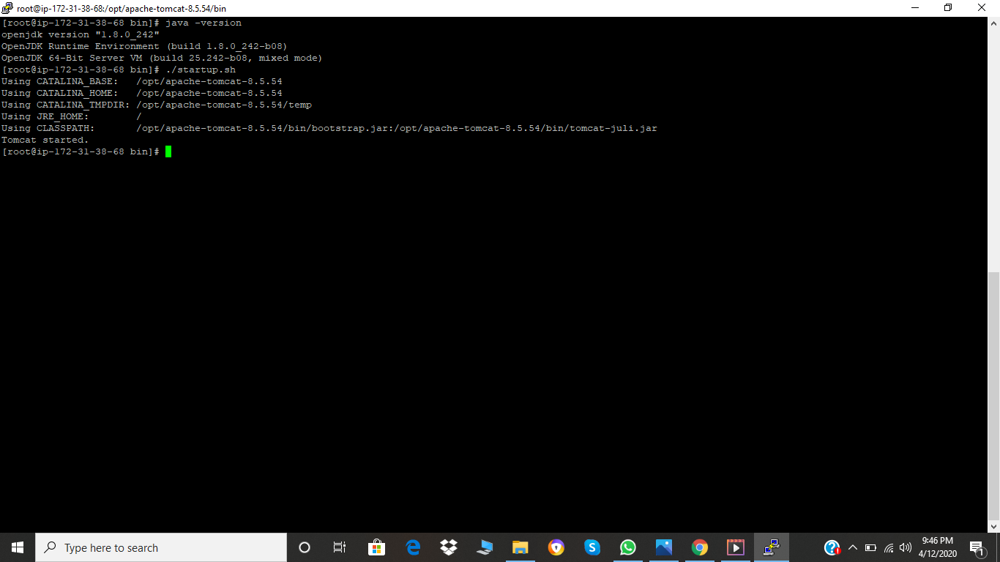 root@ip-172-31-38-68:/opt/apache-tomcat-8.5.54/bin
[root@ip-172-31-38-68 bin]# java -version
openjdk version "1.8.0_242"
OpenJDK Runtime Environment (build 1.8.0_242-b08)
OpenJDK 64-Bit Server VM (build 25.242-b08, mixed mode)
[root@ip-172-31-38-68 bin]# ./startup.sh
Using CATALINA_BASE:   /opt/apache-tomcat-8.5.54
Using CATALINA_HOME:   /opt/apache-tomcat-8.5.54
Using CATALINA_TMPDIR: /opt/apache-tomcat-8.5.54/temp
Using JRE_HOME:        /
Using CLASSPATH:       /opt/apache-tomcat-8.5.54/bin/bootstrap.jar:/opt/apache-tomcat-8.5.54/bin/tomcat-juli.jar
Tomcat started.
[root@ip-172-31-38-68 bin]#
Type here to search
9:46 PM
4/12/2020
1